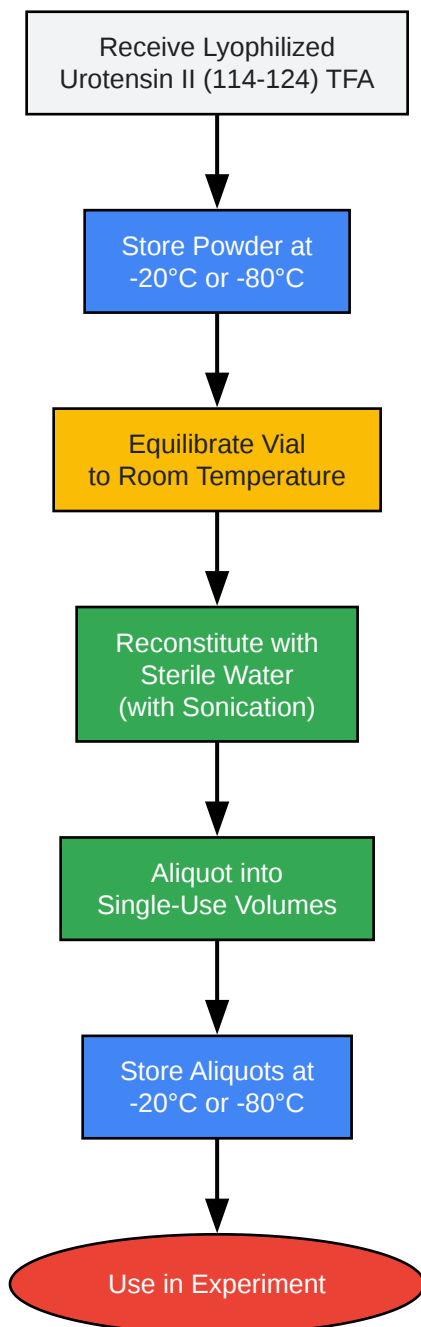 Receive Lyophilized
Urotensin II (114-124) TFA
Store Powder at
-20°C or -80°C
Equilibrate Vial
to Room Temperature
Reconstitute with
Sterile Water
(with Sonication)
Aliquot into
Single-Use Volumes
Store Aliquots at
-20°C or -80°C
Use in Experiment